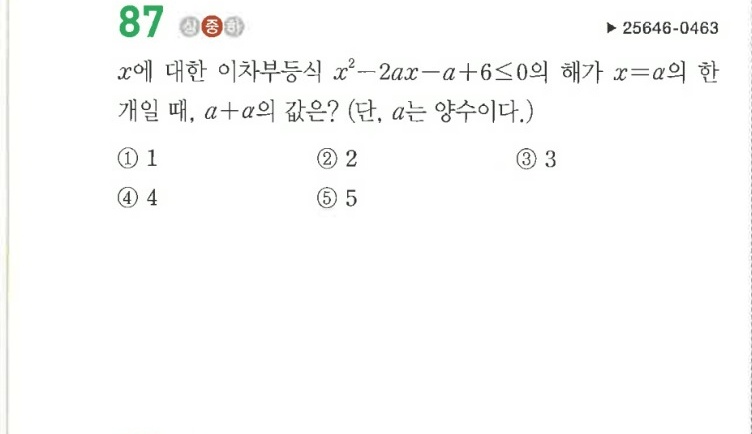 87 상중하 ▶ 25646-0463
x에 대한 이차부등식 x²-2ax-a+6≤0의 해가 x=α의 한
개일 때, a+α의 값은? (단, a는 양수이다.)
① 1 ② 2 ③ 3
④ 4 ⑤ 5